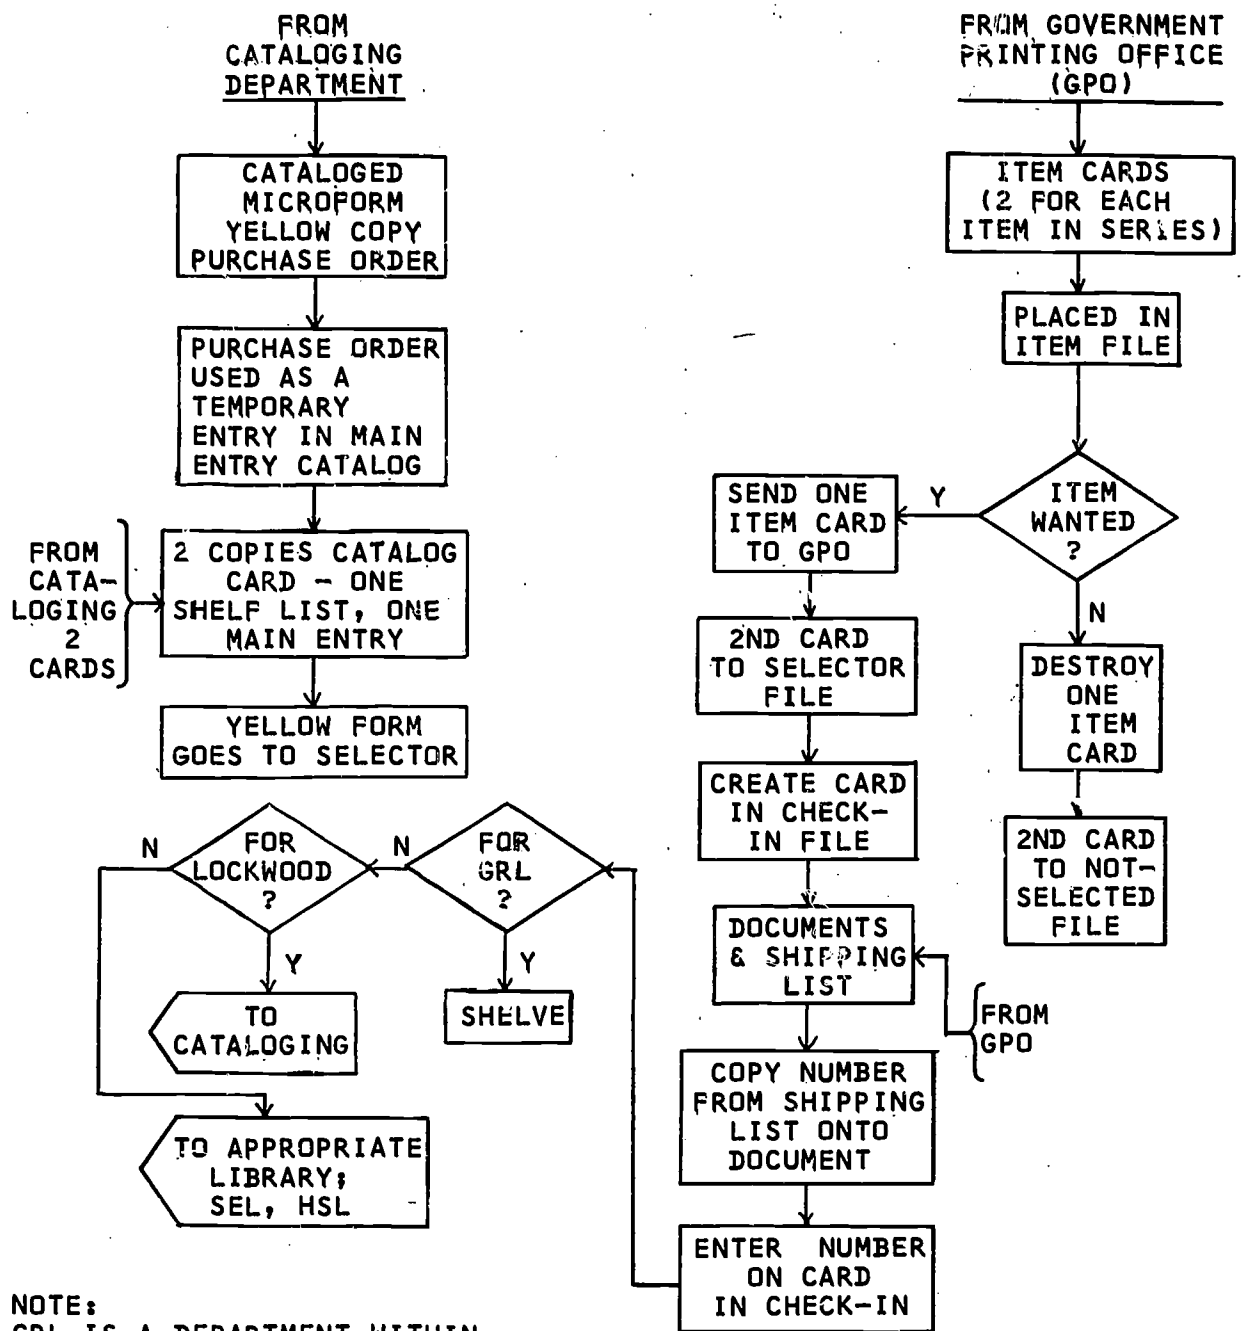 FROM
CATALOGING
DEPARTMENT
CATALOGED
MICROFORM
YELLOW COPY
PURCHASE ORDER
PURCHASE ORDER
USED AS A
TEMPORARY
ENTRY IN MAIN
ENTRY CATALOG
FROM
CATA-
LOGING
2
CARDS
2 COPIES CATALOG
CARD - ONE
SHELF LIST, ONE
MAIN ENTRY
YELLOW FORM
GOES TO SELECTOR
FROM GOVERNMENT
PRINTING OFFICE
(GPO)
ITEM CARDS
(2 FOR EACH
ITEM IN SERIES)
PLACED IN
ITEM FILE
ITEM
WANTED
?
Y
N
SEND ONE
ITEM CARD
TO GPO
2ND CARD
TO SELECTOR
FILE
CREATE CARD
IN CHECK-
IN FILE
DESTROY
ONE
ITEM
CARD
2ND CARD
TO NOT-
SELECTED
FILE
DOCUMENTS
& SHIPPING
LIST
FROM
GPO
COPY NUMBER
FROM SHIPPING
LIST ONTO
DOCUMENT
ENTER NUMBER
ON CARD
IN CHECK-IN
FOR
GRL
?
N
Y
SHELVE
FOR
LOCKWOOD
?
N
Y
TO
CATALOGING
TO APPROPRIATE
LIBRARY;
SEL, HSL
NOTE:
GRL IS A DEPARTMENT WITHIN